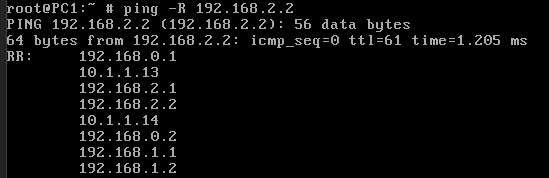 root@PC1:~ # ping -R 192.168.2.2
PING 192.168.2.2 (192.168.2.2): 56 data bytes
64 bytes from 192.168.2.2: icmp_seq=0 ttl=61 time=1.205 ms
RR:     192.168.0.1
        10.1.1.13
        192.168.2.1
        192.168.2.2
        10.1.1.14
        192.168.0.2
        192.168.1.1
        192.168.1.2